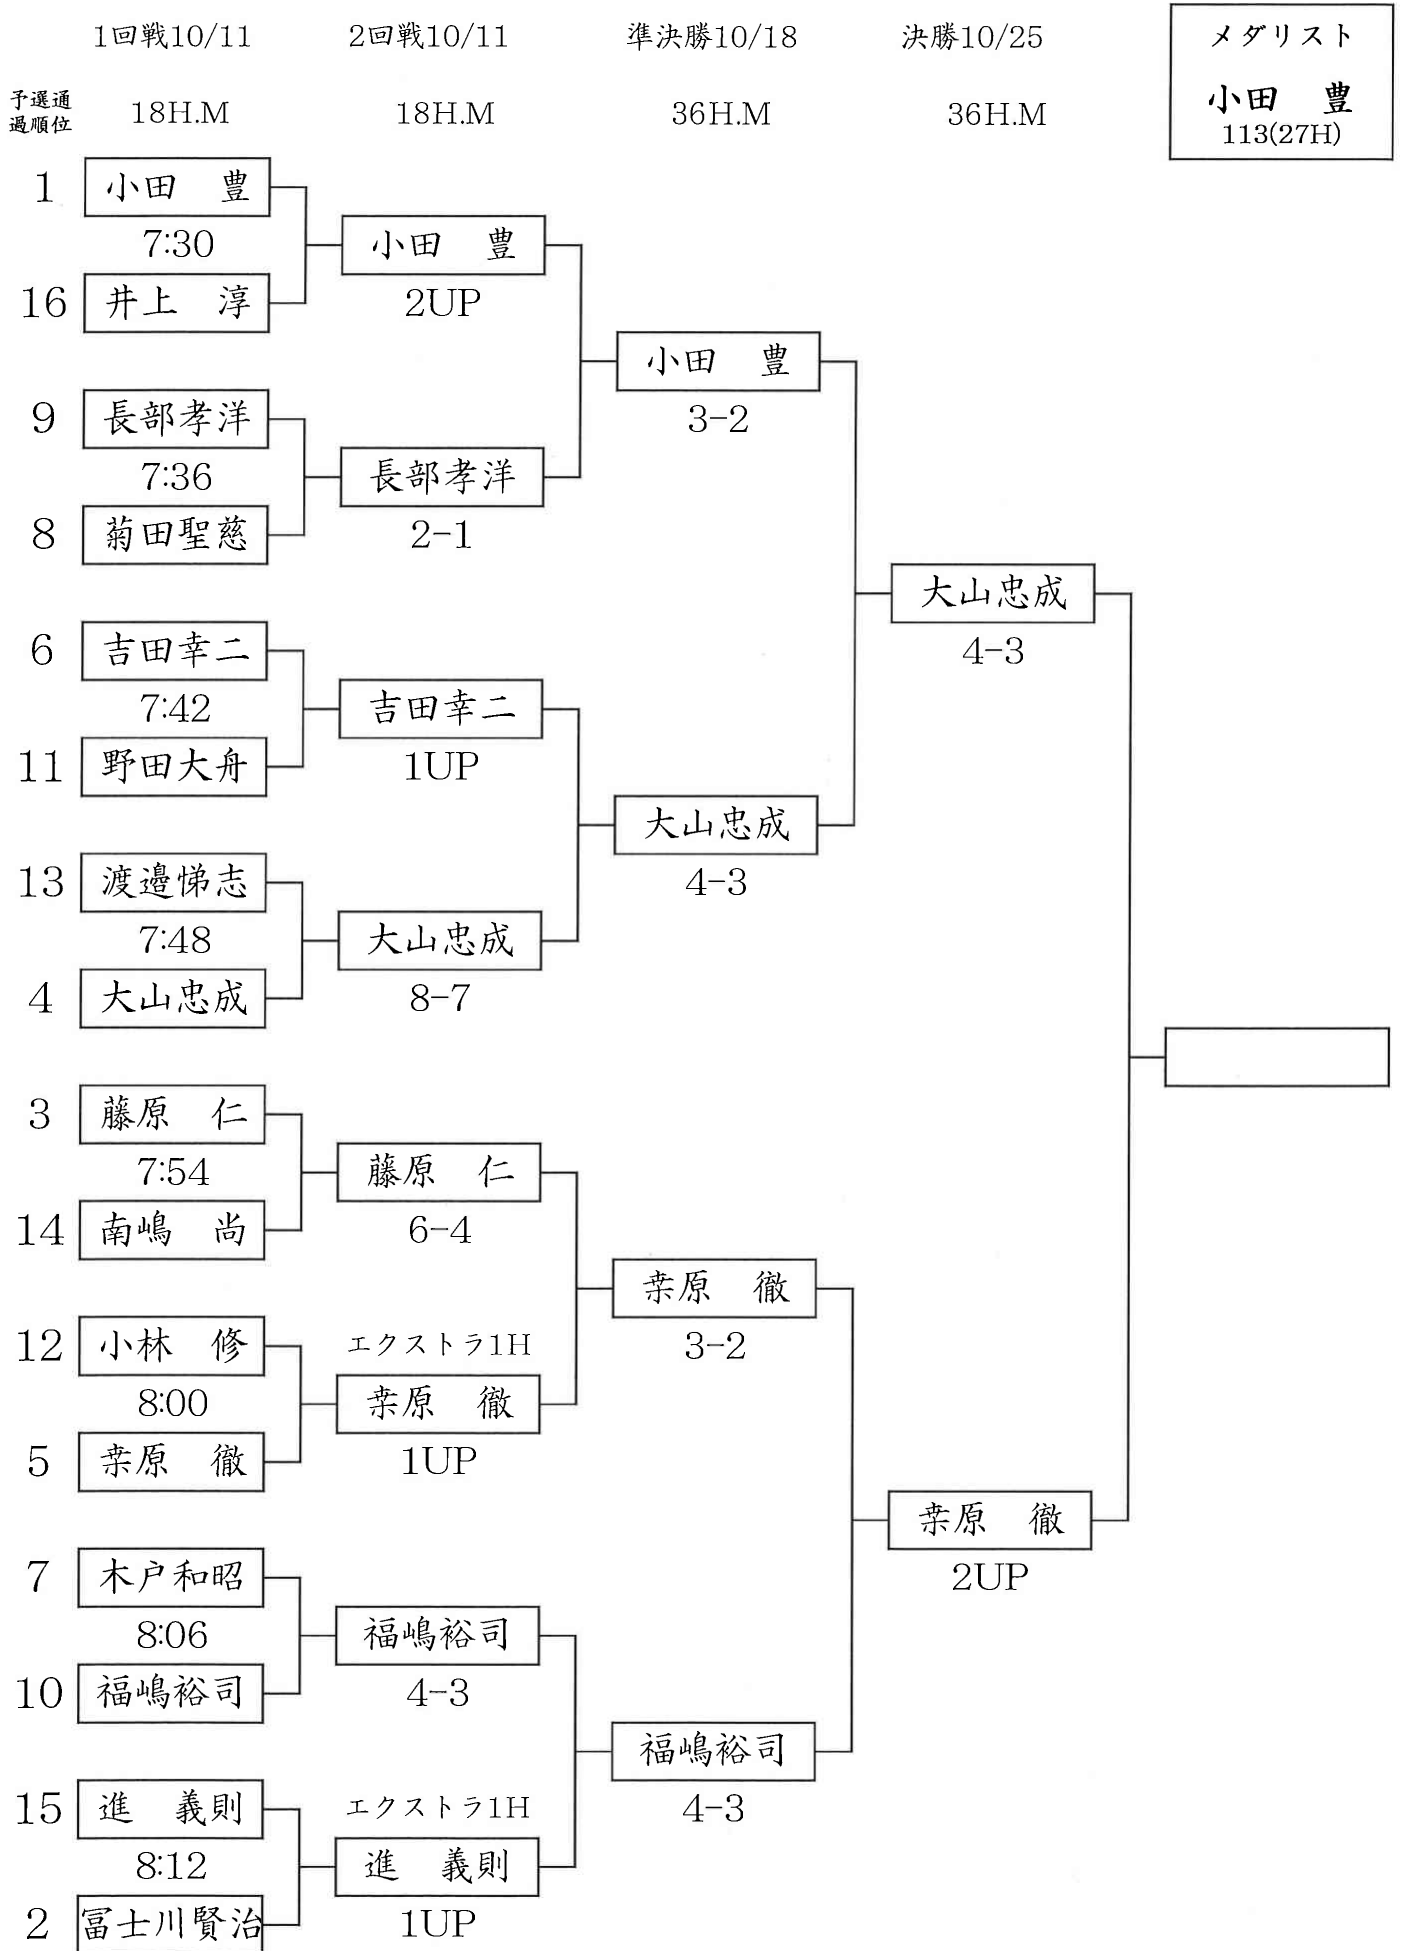 1回戦10/11 2回戦10/11 準決勝10/18 決勝10/25 メダリスト
予選通
過順位
18H.M 18H.M 36H.M 36H.M
小田 豊
113(27H)
1 小田 豊
7:30
小田 豊
16 井上 淳
2UP
小田 豊
9 長部孝洋
3-2
7:36
長部孝洋
8 菊田聖慈
2-1
大山忠成
6 吉田幸二
4-3
7:42
吉田幸二
11 野田大舟
1UP
大山忠成
13 渡邉悌志
4-3
7:48
大山忠成
4 大山忠成
8-7
3 藤原 仁
7:54
藤原 仁
14 南嶋 尚
6-4
桒原 徹
12 小林 修
エクストラ1H
3-2
8:00
桒原 徹
5 桒原 徹
1UP
桒原 徹
7 木戸和昭
2UP
8:06
福嶋裕司
10 福嶋裕司
4-3
福嶋裕司
15 進 義則
エクストラ1H
4-3
8:12
進 義則
2 冨士川賢治
1UP